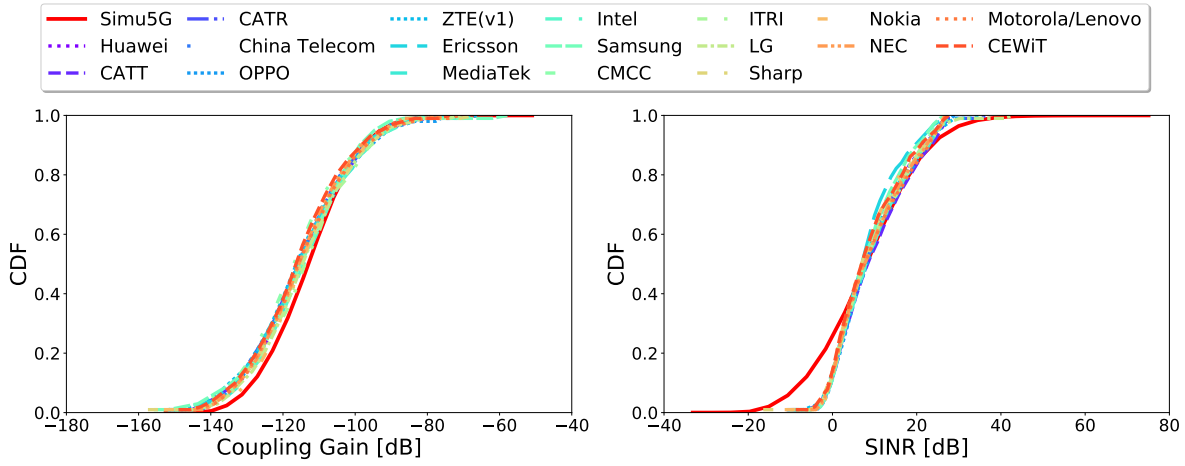 Simu5G CATR ZTE(v1) Intel ITRI Nokia Motorola/Lenovo
Huawei China Telecom Ericsson Samsung LG NEC CEWiT
CATT OPPO MediaTek CMCC Sharp
1.0 1.0
0.8 0.8
0.6 0.6
CDF CDF
0.4 0.4
0.2 0.2
0.0 0.0
−180 −160 −140 −120 −100 −80 −60 −40 −40 −20 0 20 40 60 80
Coupling Gain [dB] SINR [dB]